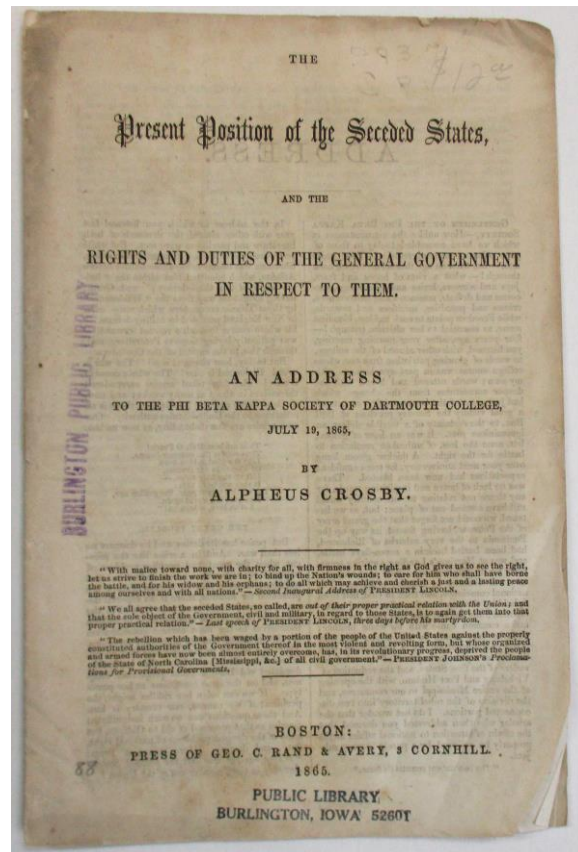 THE
Present Position of the Seceded States,
AND THE
RIGHTS AND DUTIES OF THE GENERAL GOVERNMENT
IN RESPECT TO THEM.
AN ADDRESS
TO THE PHI BETA KAPPA SOCIETY OF DARTMOUTH COLLEGE,
JULY 19, 1865,
BY
ALPHEUS CROSBY.
"With malice toward none, with charity for all, with firmness in the right as God gives us to see the right,
let us strive to finish the work we are in; to bind up the Nation's wounds; to care for him who shall have borne
the battle, and for his widow and his orphans; to do all which may achieve and cherish a just and a lasting peace
among ourselves and with all nations." — Second Inaugural Address of PRESIDENT LINCOLN.
"We all agree that the seceded States, so called, are out of their proper practical relation with the Union; and
that the sole object of the Government, civil and military, in regard to these States, is to again get them into that
proper practical relation." — Last speech of PRESIDENT LINCOLN, three days before his martyrdom.
"The rebellion which has been waged by a portion of the people of the United States against the properly
constituted authorities of the Government thereof in the most violent and revolting form, but whose organized
and armed forces have now been almost entirely overcome, has, in its revolutionary progress, deprived the people
of the State of North Carolina [Mississippi, &c.] of all civil government." — PRESIDENT JOHNSON'S Proclama-
tions for Provisional Governments.
BOSTON:
PRESS OF GEO. C. RAND & AVERY, 3 CORNHILL.
1865.
88
PUBLIC LIBRARY
BURLINGTON, IOWA 52601
BURLINGTON PUBLIC LIBRARY